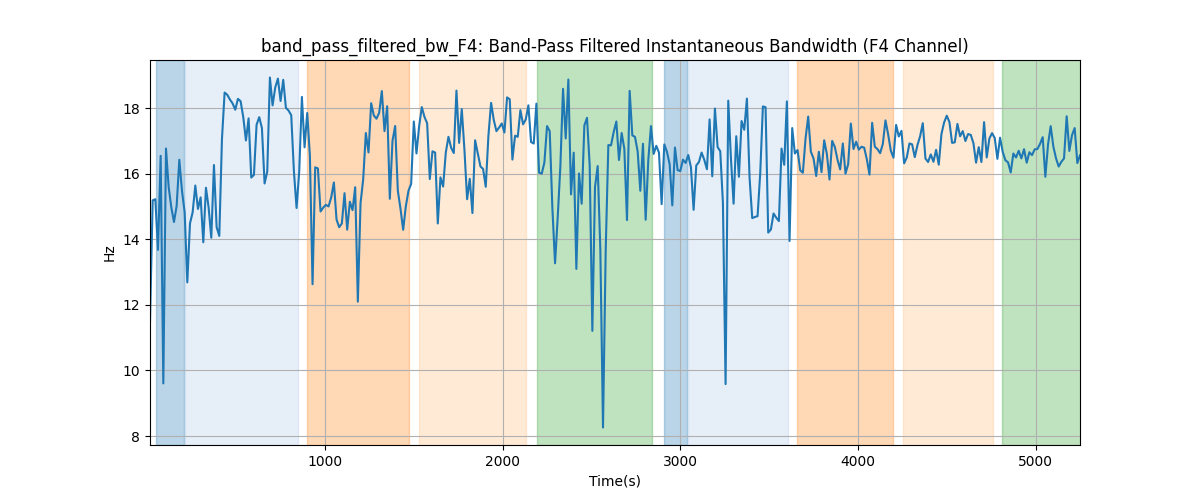 band_pass_filtered_bw_F4: Band-Pass Filtered Instantaneous Bandwidth (F4 Channel)
18
16
14
12
10
8
Hz
1000 2000 3000 4000 5000
Time(s)